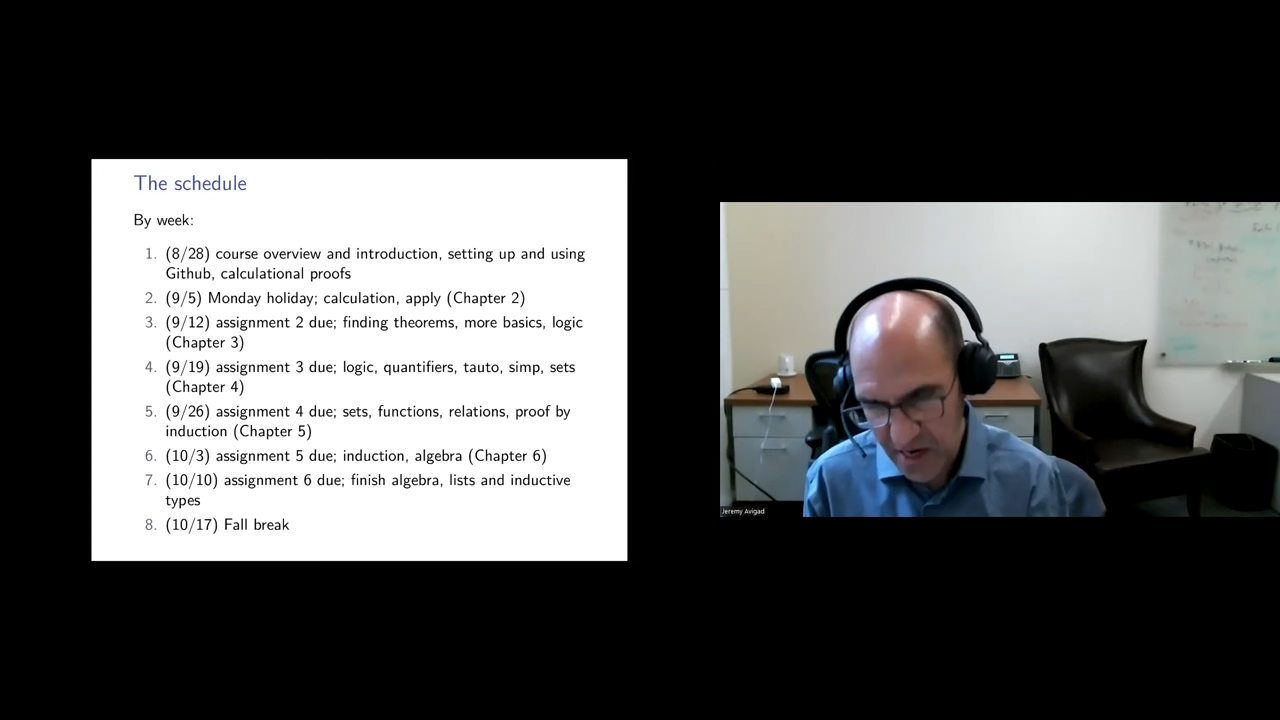 The schedule
By week:
1. (8/28) course overview and introduction, setting up and using
Github, calculational proofs
2. (9/5) Monday holiday; calculation, apply (Chapter 2)
3. (9/12) assignment 2 due; finding theorems, more basics, logic
(Chapter 3)
4. (9/19) assignment 3 due; logic, quantifiers, tauto, simp, sets
(Chapter 4)
5. (9/26) assignment 4 due; sets, functions, relations, proof by
induction (Chapter 5)
6. (10/3) assignment 5 due; induction, algebra (Chapter 6)
7. (10/10) assignment 6 due; finish algebra, lists and inductive
types
8. (10/17) Fall break
Jeremy Avigad